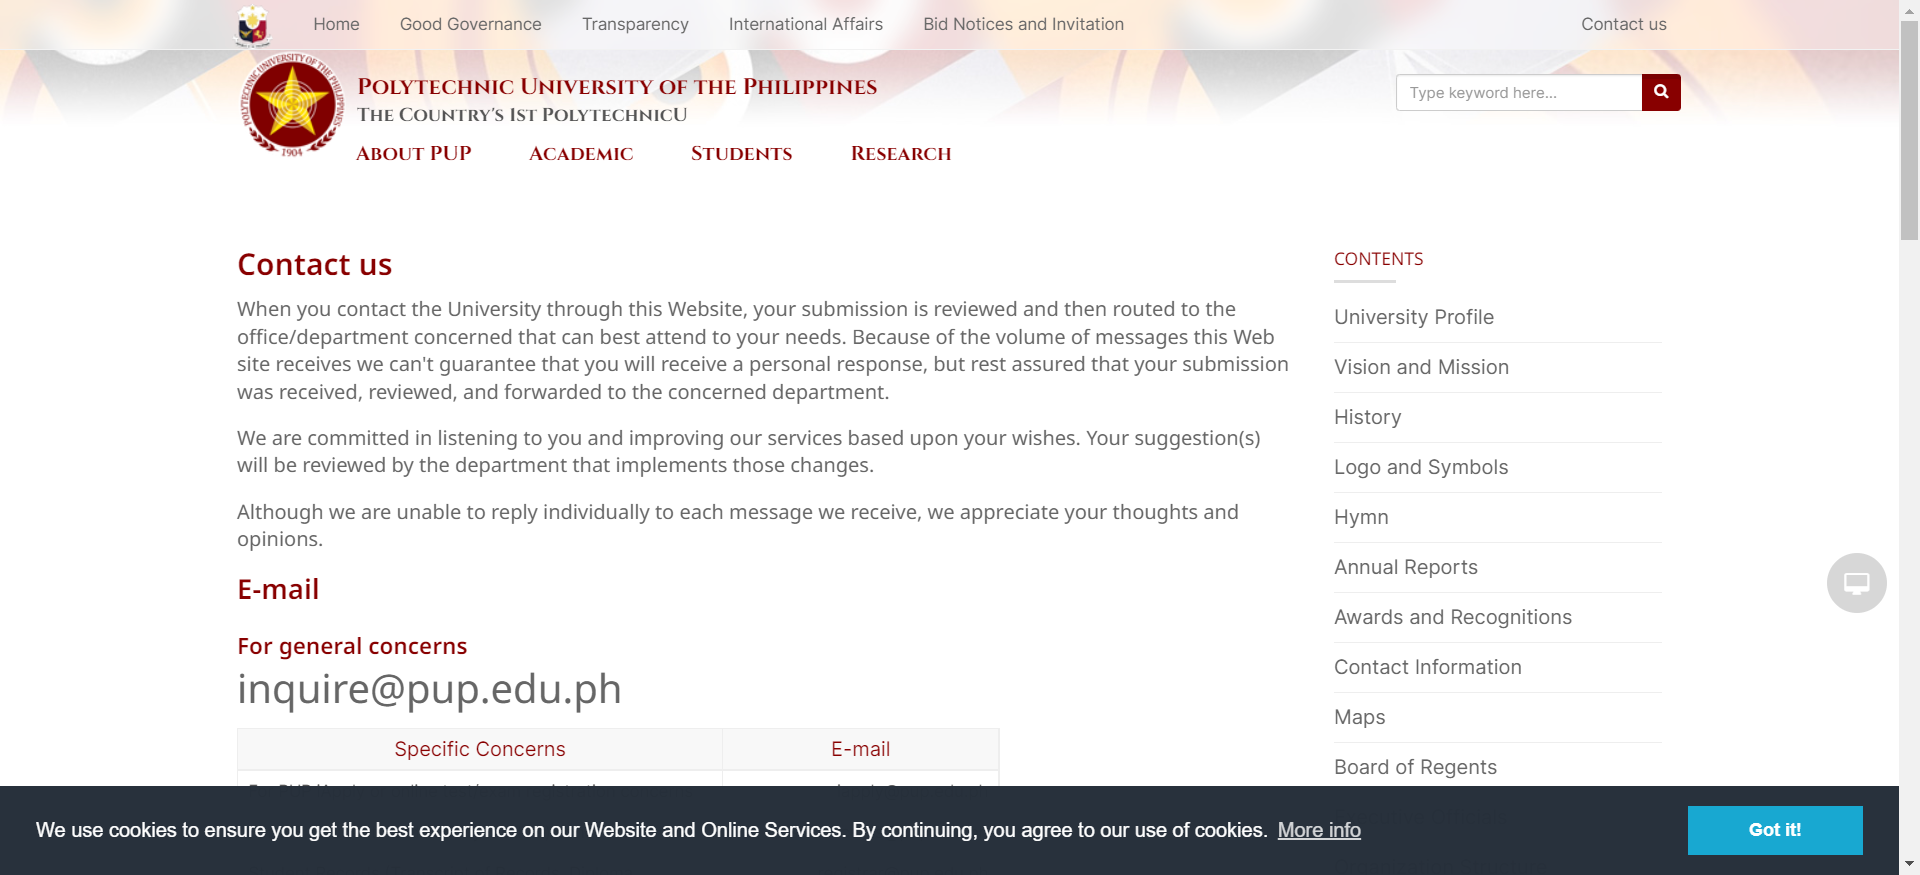 Home Good Governance Transparency International Affairs Bid Notices and Invitation Contact us
POLYTECHNIC UNIVERSITY OF THE PHILIPPINES
THE COUNTRY'S 1ST POLYTECHNICU
Type keyword here...
POLYTECHNIC UNIVERSITY OF THE PHILIPPINES
1904
ABOUT PUP ACADEMIC STUDENTS RESEARCH
Contact us
When you contact the University through this Website, your submission is reviewed and then routed to the
office/department concerned that can best attend to your needs. Because of the volume of messages this Web
site receives we can't guarantee that you will receive a personal response, but rest assured that your submission
was received, reviewed, and forwarded to the concerned department.
We are committed in listening to you and improving our services based upon your wishes. Your suggestion(s)
will be reviewed by the department that implements those changes.
Although we are unable to reply individually to each message we receive, we appreciate your thoughts and
opinions.
E-mail
For general concerns
inquire@pup.edu.ph
Specific Concerns E-mail
CONTENTS
University Profile
Vision and Mission
History
Logo and Symbols
Hymn
Annual Reports
Awards and Recognitions
Contact Information
Maps
Board of Regents
We use cookies to ensure you get the best experience on our Website and Online Services. By continuing, you agree to our use of cookies. More info
Got it!